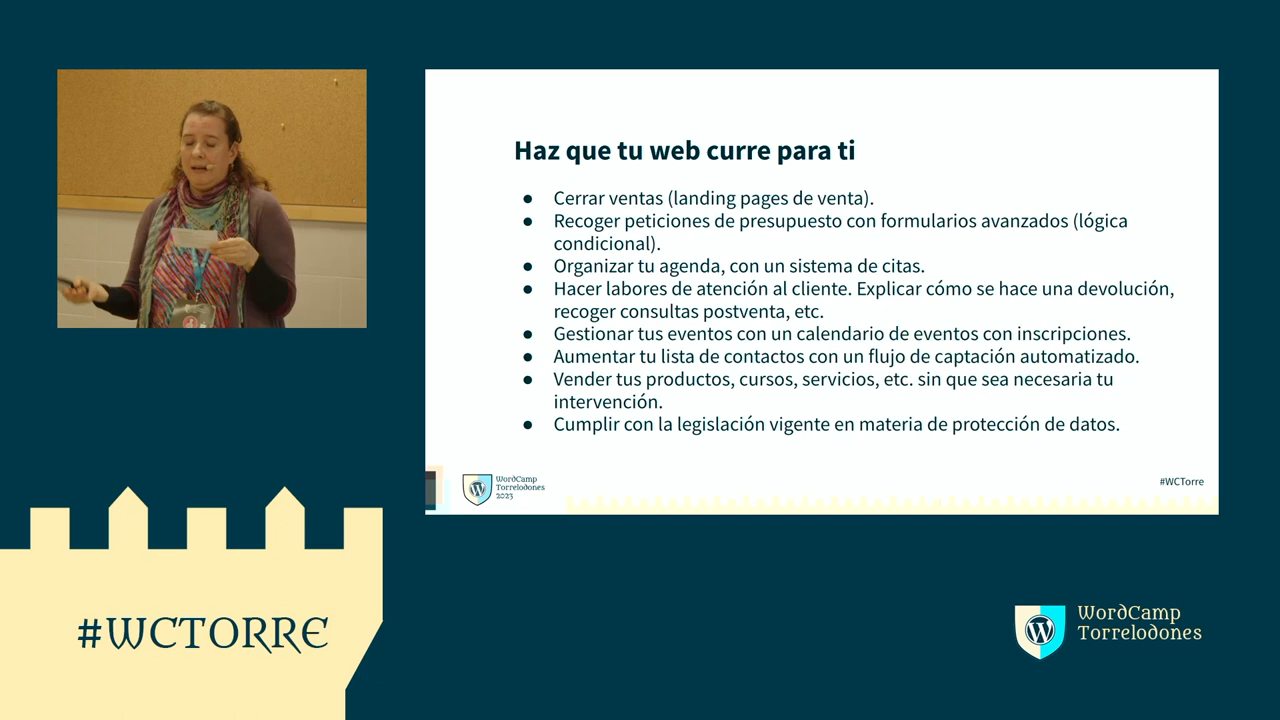 Haz que tu web curre para ti
● Cerrar ventas (landing pages de venta).
● Recoger peticiones de presupuesto con formularios avanzados (lógica
condicional).
● Organizar tu agenda, con un sistema de citas.
● Hacer labores de atención al cliente. Explicar cómo se hace una devolución,
recoger consultas postventa, etc.
● Gestionar tus eventos con un calendario de eventos con inscripciones.
● Aumentar tu lista de contactos con un flujo de captación automatizado.
● Vender tus productos, cursos, servicios, etc. sin que sea necesaria tu
intervención.
● Cumplir con la legislación vigente en materia de protección de datos.
WordCamp
Torrelodones
2023
#WCTorre
#WCTORRE
WordCamp
Torrelodones